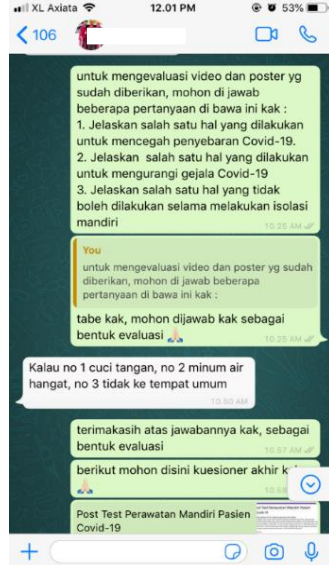 XL Axiata
12.01 PM
53%
106
untuk mengevaluasi video dan poster yg
sudah diberikan, mohon di jawab
beberapa pertanyaan di bawa ini kak :
1. Jelaskan salah satu hal yang dilakukan
untuk mencegah penyebaran Covid-19.
2. Jelaskan salah satu hal yang dilakukan
untuk mengurangi gejala Covid-19
3. Jelaskan salah satu hal yang tidak
boleh dilakukan selama melakukan isolasi
mandiri
10:25 AM
You
untuk mengevaluasi video dan poster yg sudah
diberikan, mohon di jawab beberapa
pertanyaan di bawa ini kak :
tabe kak, mohon dijawab kak sebagai
bentuk evaluasi 🙏🏻
10:25 AM
Kalau no 1 cuci tangan, no 2 minum air
hangat, no 3 tidak ke tempat umum
10:50 AM
terimakasih atas jawabannya kak, sebagai
bentuk evaluasi
10:57 AM
berikut mohon disini kuesioner akhir
🙏🏻
10:58
Post Test Perawatan Mandiri Pasien
Covid-19